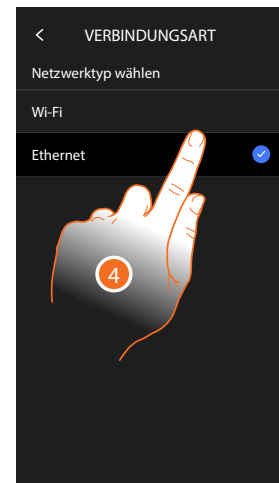 VERBINDUNGSART
Netzwerktyp wählen
Wi-Fi
Ethernet
4